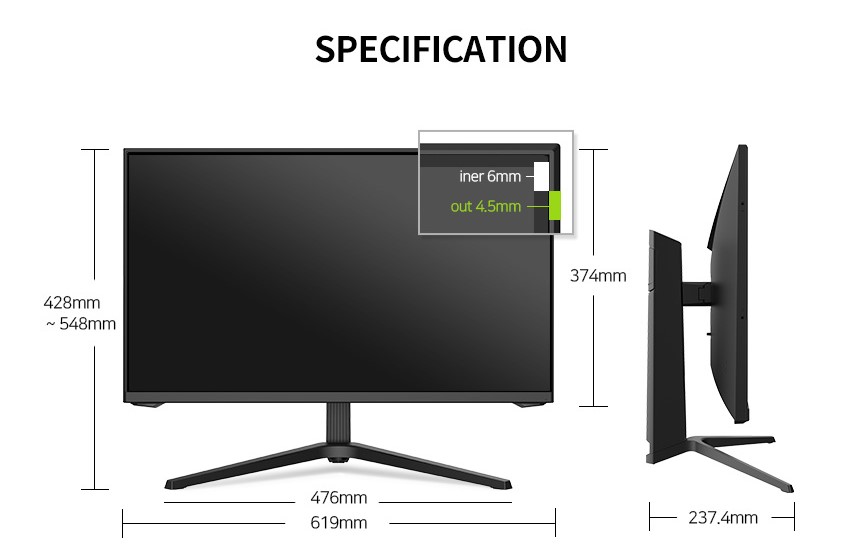 SPECIFICATION
iner 6mm
out 4.5mm
374mm
428mm
~ 548mm
476mm
619mm
237.4mm